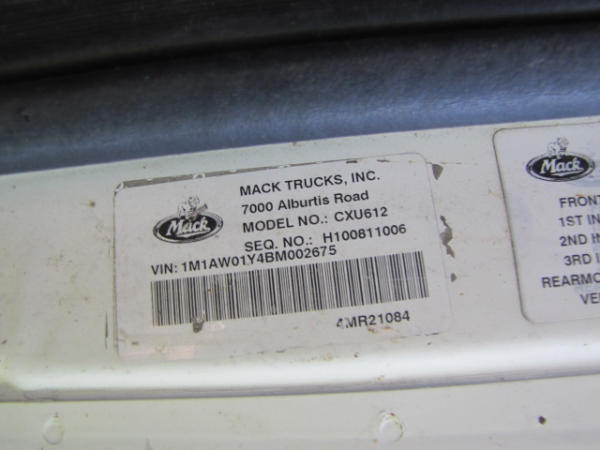 Mack
MACK TRUCKS, INC.
7000 Alburtis Road
MODEL NO.: CXU612
SEQ. NO.: H100811006
VIN: 1M1AW01Y4BM002675
4MR21084
Mack
FRONT
1ST IN
2ND IN
3RD I
REARMO
VE